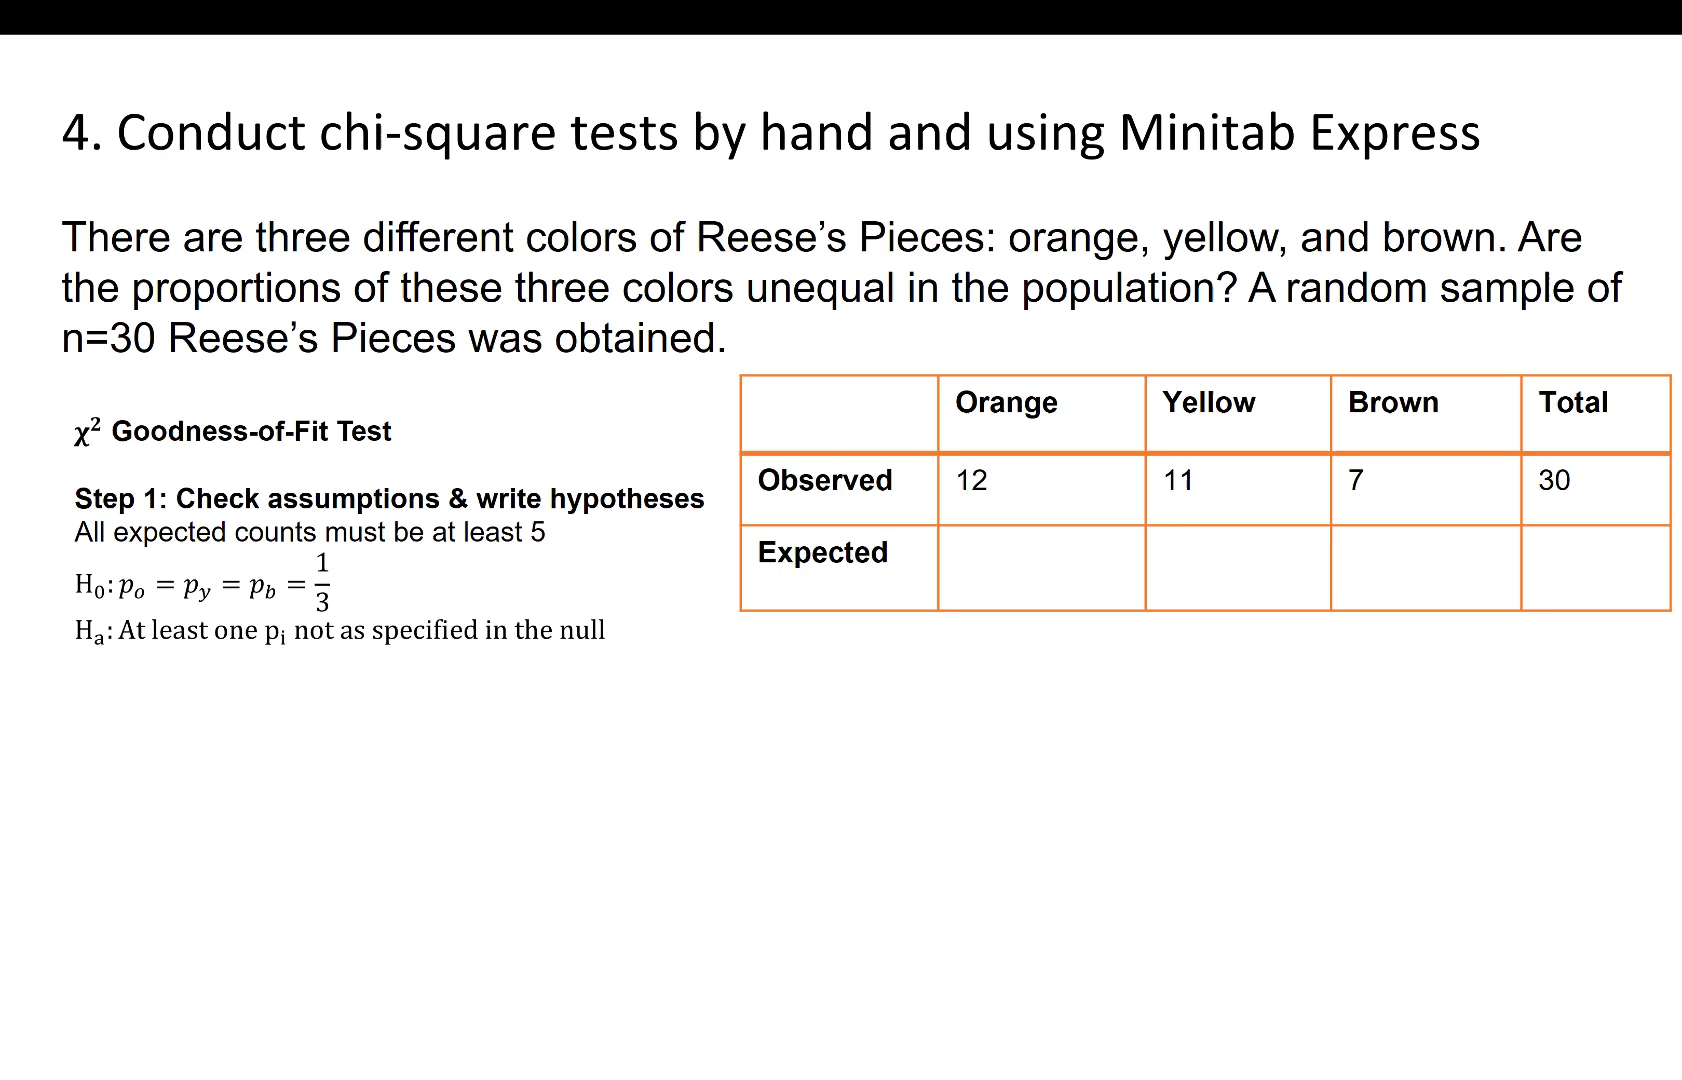 4. Conduct chi-square tests by hand and using Minitab Express
There are three different colors of Reese’s Pieces: orange, yellow, and brown. Are
the proportions of these three colors unequal in the population? A random sample of
n=30 Reese’s Pieces was obtained.
χ² Goodness-of-Fit Test
Step 1: Check assumptions & write hypotheses
All expected counts must be at least 5
H₀: pₒ = p_y = p_b = 1/3
Hₐ: At least one pᵢ not as specified in the null
Orange Yellow Brown Total
Observed 12 11 7 30
Expected